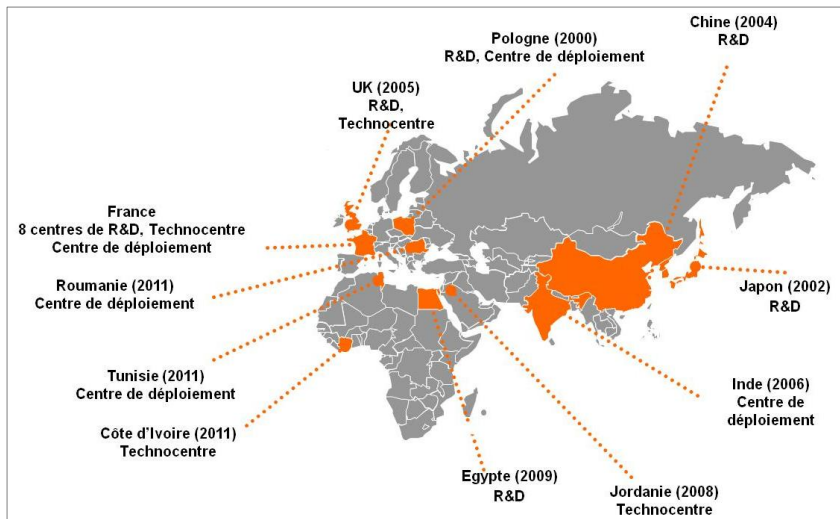 Chine (2004)
R&D
Pologne (2000)
R&D, Centre de déploiement
UK (2005)
R&D,
Technocentre
France
8 centres de R&D, Technocentre
Centre de déploiement
Roumanie (2011)
Centre de déploiement
Japon (2002)
R&D
Tunisie (2011)
Centre de déploiement
Inde (2006)
Centre de
déploiement
Côte d'Ivoire (2011)
Technocentre
Egypte (2009)
R&D
Jordanie (2008)
Technocentre